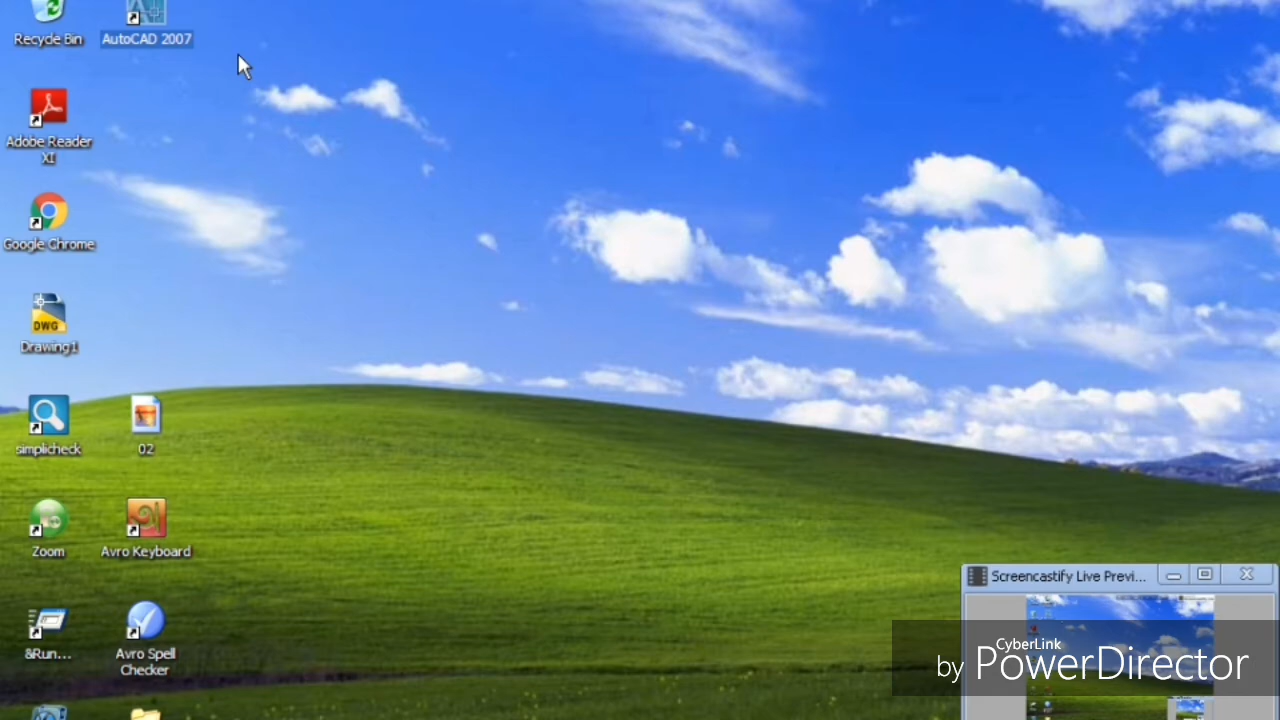 Recycle Bin
AutoCAD 2007
Adobe Reader
XI
Google Chrome
DWG
Drawing1
simplicheck
02
Zoom
Avro Keyboard
&Run...
Avro Spell
Checker
Screencastify Live Previ...
CyberLink
by PowerDirector